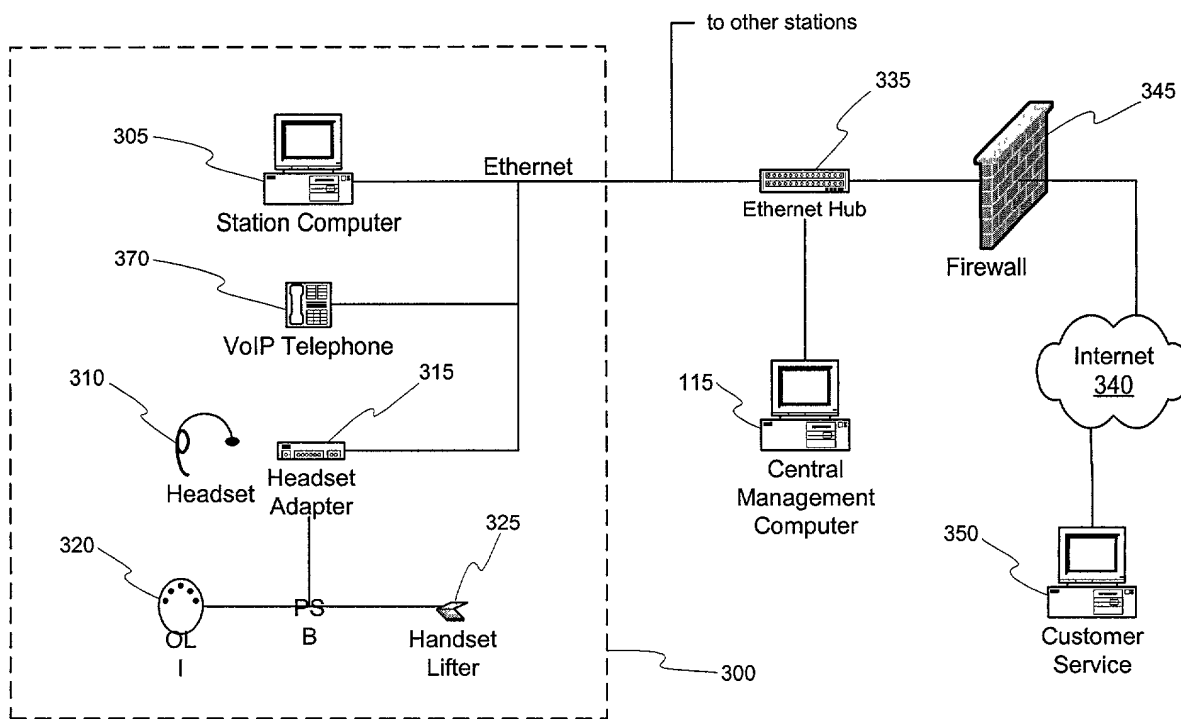 to other stations
335
345
305
Ethernet
Station Computer
Ethernet Hub
Firewall
370
VoIP Telephone
Internet
340
310
315
115
Headset
Headset
Adapter
Central
Management
Computer
320
325
350
PS
B
OL
I
Handset
Lifter
300
Customer
Service